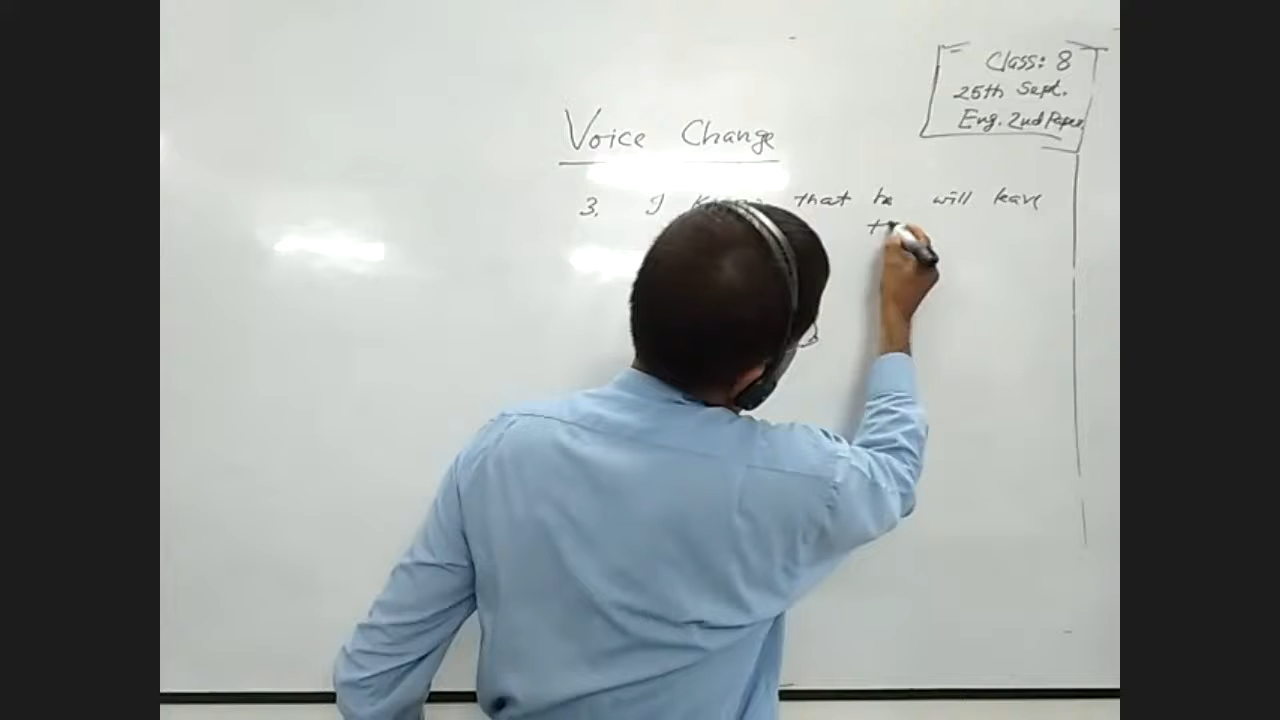 Class: 8
25th Sept.
Eng. 2nd Paper
Voice Change
3. I that he will leave